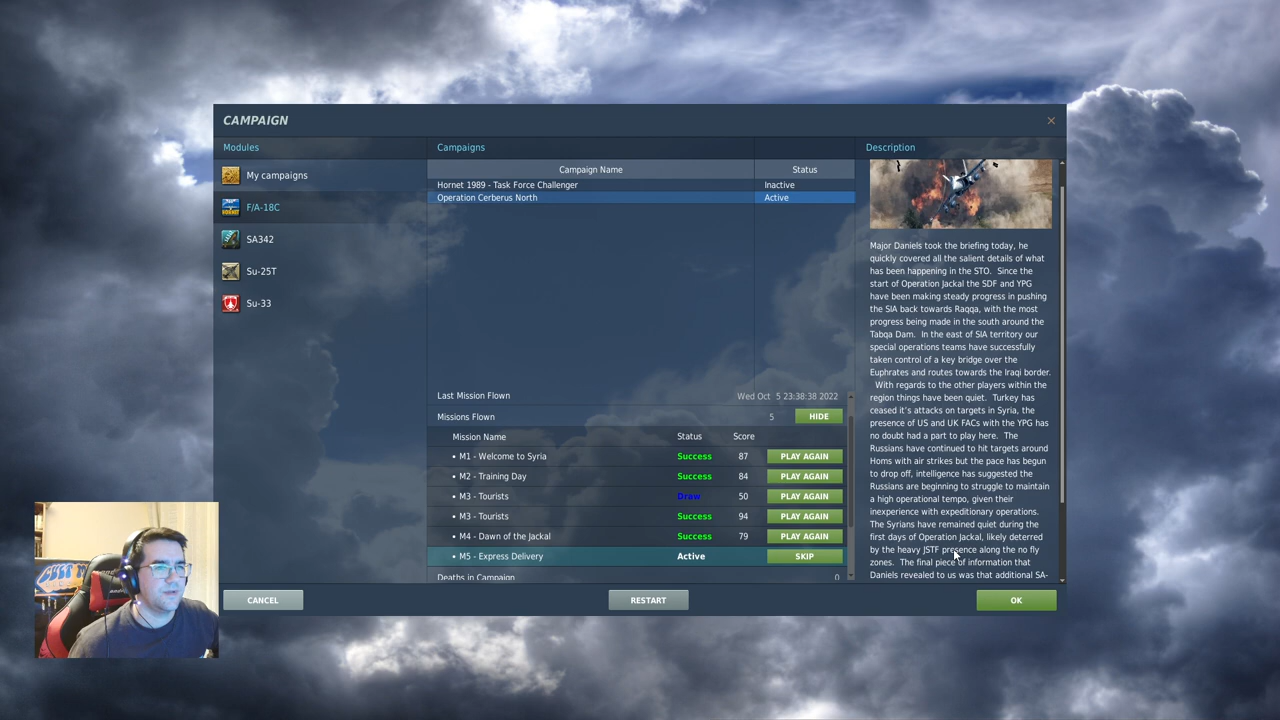 CAMPAIGN
×
Modules
Campaigns
Description
My campaigns
F/A-18C
SA342
Su-25T
Su-33
Campaign Name Status
Hornet 1989 - Task Force Challenger Inactive
Operation Cerberus North Active
Last Mission Flown Wed Oct 5 23:38:38 2022
Missions Flown 5 HIDE
Mission Name Status Score
• M1 - Welcome to Syria Success 87 PLAY AGAIN
• M2 - Training Day Success 84 PLAY AGAIN
• M3 - Tourists Draw 50 PLAY AGAIN
• M3 - Tourists Success 94 PLAY AGAIN
• M4 - Dawn of the Jackal Success 79 PLAY AGAIN
• M5 - Express Delivery Active SKIP
Deaths in Campaign 0
Major Daniels took the briefing today, he
quickly covered all the salient details of what
has been happening in the STO. Since the
start of Operation Jackal the SDF and YPG
have been making steady progress in pushing
the SIA back towards Raqqa, with the most
progress being made in the south around the
Tabqa Dam. In the east of SIA territory our
special operations teams have successfully
taken control of a key bridge over the
Euphrates and routes towards the Iraqi border.
With regards to the other players within the
region things have been quiet. Turkey has
ceased it's attacks on targets in Syria, the
presence of US and UK FACs with the YPG has
no doubt had a part to play here. The
Russians have continued to hit targets around
Homs with air strikes but the pace has begun
to drop off, intelligence has suggested the
Russians are beginning to struggle to maintain
a high operational tempo, given their
inexperience with expeditionary operations.
The Syrians have remained quiet during the
first days of Operation Jackal, likely deterred
by the heavy JSTF presence along the no fly
zones. The final piece of information that
Daniels revealed to us was that additional SA-
CANCEL
RESTART
OK